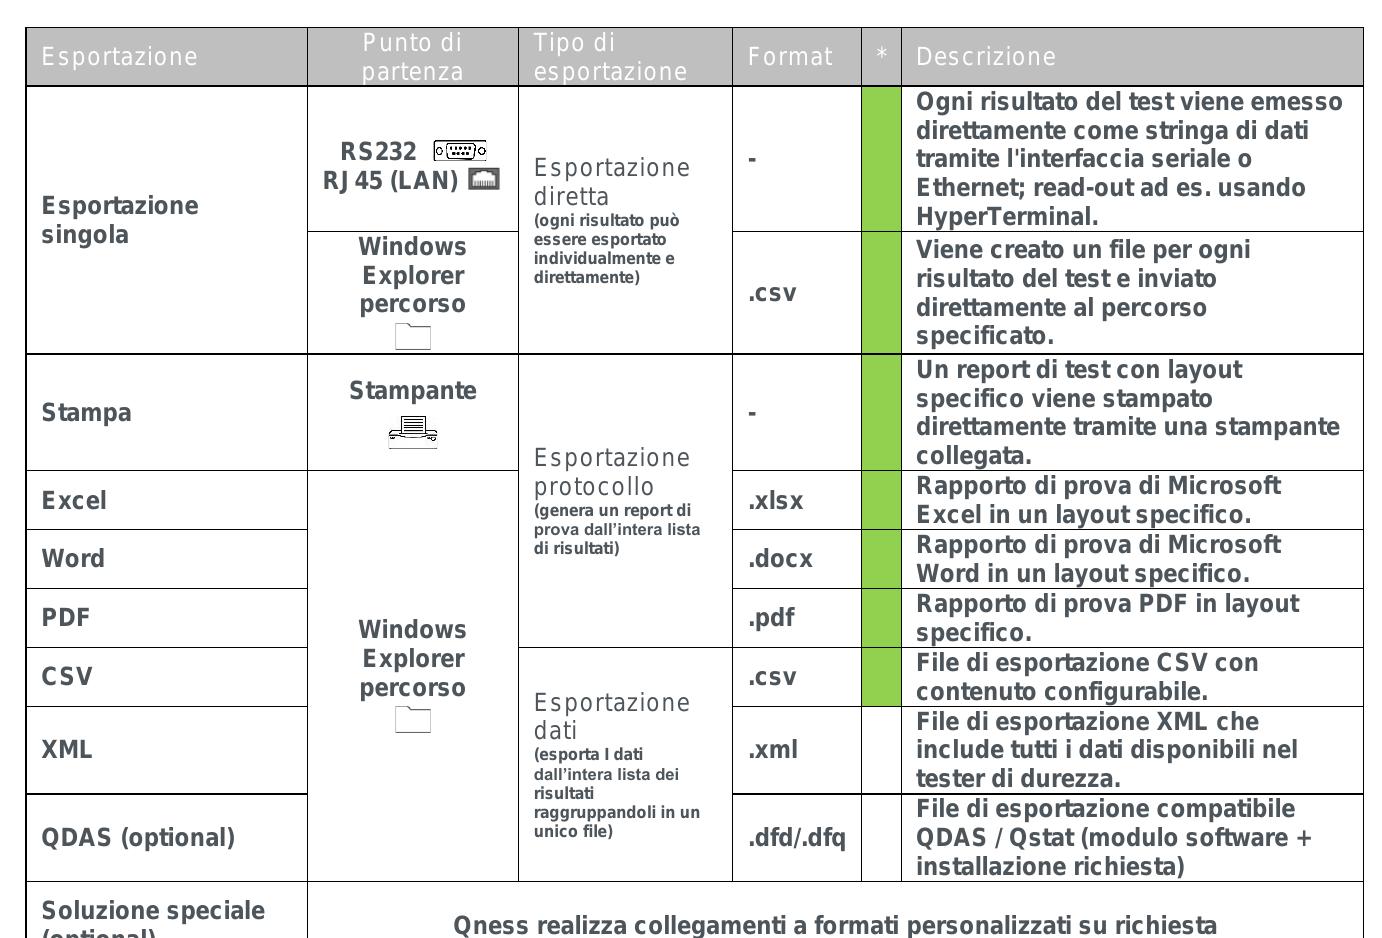 Esportazione
Punto di
partenza
Tipo di
esportazione
Format
*
Descrizione
Esportazione
singola
RS232
RJ45 (LAN)
Esportazione
diretta
(ogni risultato può
essere esportato
individualmente e
direttamente)
-
Ogni risultato del test viene emesso
direttamente come stringa di dati
tramite l'interfaccia seriale o
Ethernet; read-out ad es. usando
HyperTerminal.
Windows
Explorer
percorso
.csv
Viene creato un file per ogni
risultato del test e inviato
direttamente al percorso
specificato.
Stampa
Stampante
Esportazione
protocollo
(genera un report di
prova dall’intera lista
di risultati)
-
Un report di test con layout
specifico viene stampato
direttamente tramite una stampante
collegata.
Excel
Windows
Explorer
percorso
.xlsx
Rapporto di prova di Microsoft
Excel in un layout specifico.
Word
.docx
Rapporto di prova di Microsoft
Word in un layout specifico.
PDF
.pdf
Rapporto di prova PDF in layout
specifico.
CSV
Esportazione
dati
(esporta I dati
dall’intera lista dei
risultati
raggruppandoli in un
unico file)
.csv
File di esportazione CSV con
contenuto configurabile.
XML
.xml
File di esportazione XML che
include tutti i dati disponibili nel
tester di durezza.
QDAS (optional)
.dfd/.dfq
File di esportazione compatibile
QDAS / Qstat (modulo software +
installazione richiesta)
Soluzione speciale
(optional)
Qness realizza collegamenti a formati personalizzati su richiesta